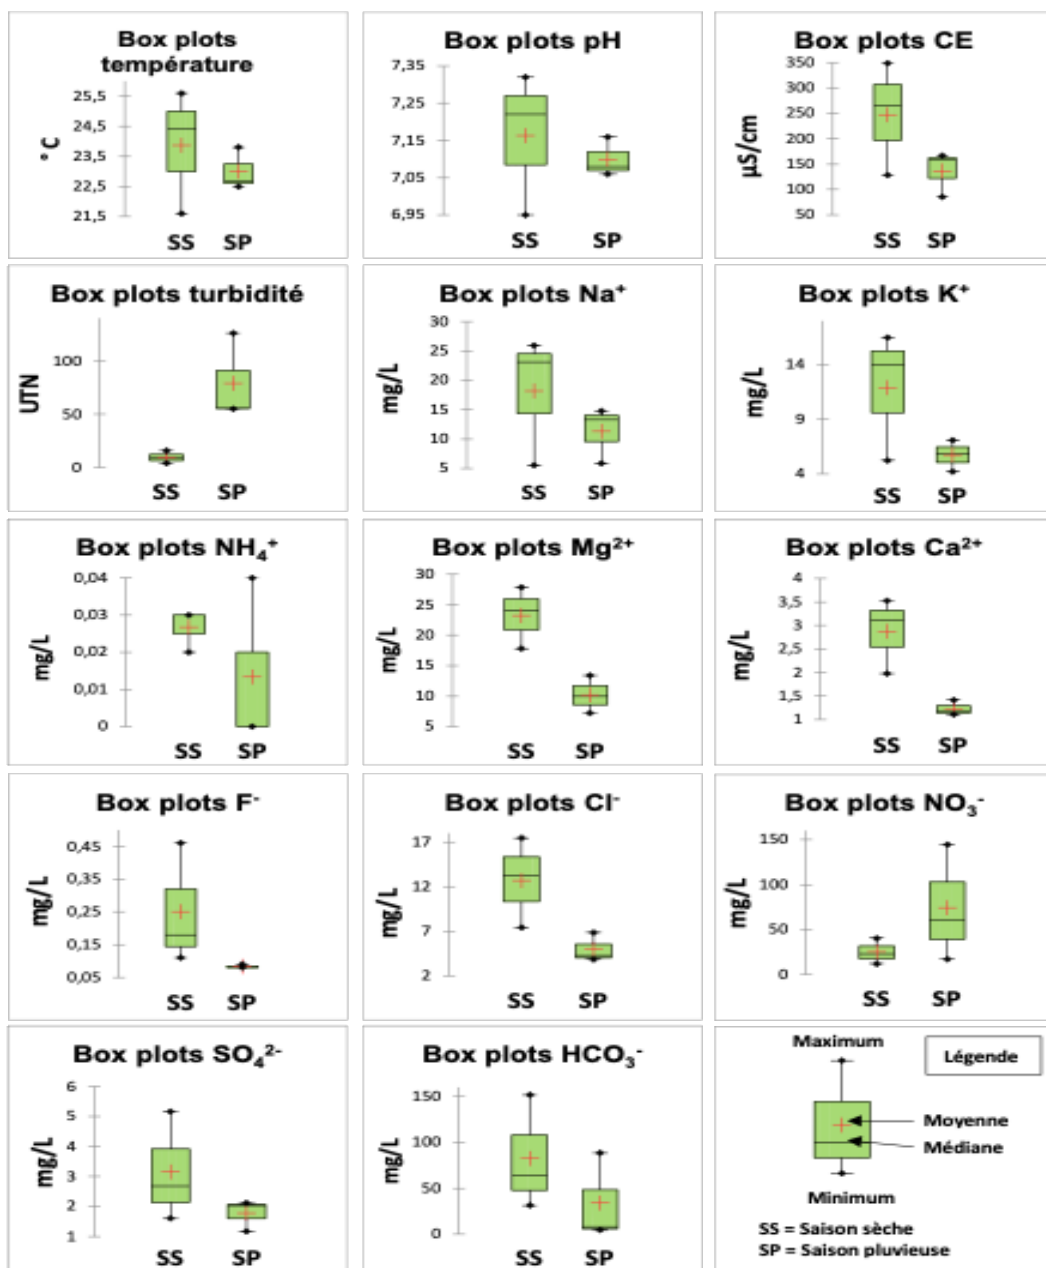 Box plots
température
25,5
24,5
23,5
22,5
21,5
°C
SS SP
Box plots pH
7,35
7,25
7,15
7,05
6,95
SS SP
Box plots CE
350
300
250
200
150
100
50
µS/cm
SS SP
Box plots turbidité
100
50
0
UTN
SS SP
Box plots Na⁺
30
25
20
15
10
5
mg/L
SS SP
Box plots K⁺
14
9
4
mg/L
SS SP
Box plots NH₄⁺
0,04
0,03
0,02
0,01
0
mg/L
SS SP
Box plots Mg²⁺
30
25
20
15
10
5
mg/L
SS SP
Box plots Ca²⁺
4
3,5
3
2,5
2
1,5
1
mg/L
SS SP
Box plots F⁻
0,45
0,35
0,25
0,15
0,05
mg/L
SS SP
Box plots Cl⁻
17
12
7
2
mg/L
SS SP
Box plots NO₃⁻
150
100
50
0
mg/L
SS SP
Box plots SO₄²⁻
6
5
4
3
2
1
mg/L
SS SP
Box plots HCO₃⁻
150
100
50
0
mg/L
SS SP
Maximum
Légende
Moyenne
Médiane
Minimum
SS = Saison sèche
SP = Saison pluvieuse